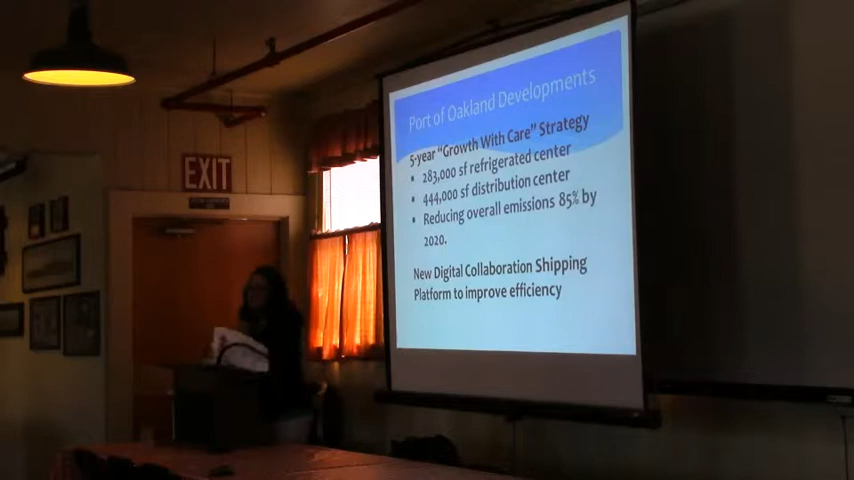 EXIT
Port of Oakland Developments
5-year “Growth With Care” Strategy
• 283,000 sf refrigerated center
• 444,000 sf distribution center
• Reducing overall emissions 85% by
2020.
New Digital Collaboration Shipping
Platform to improve efficiency